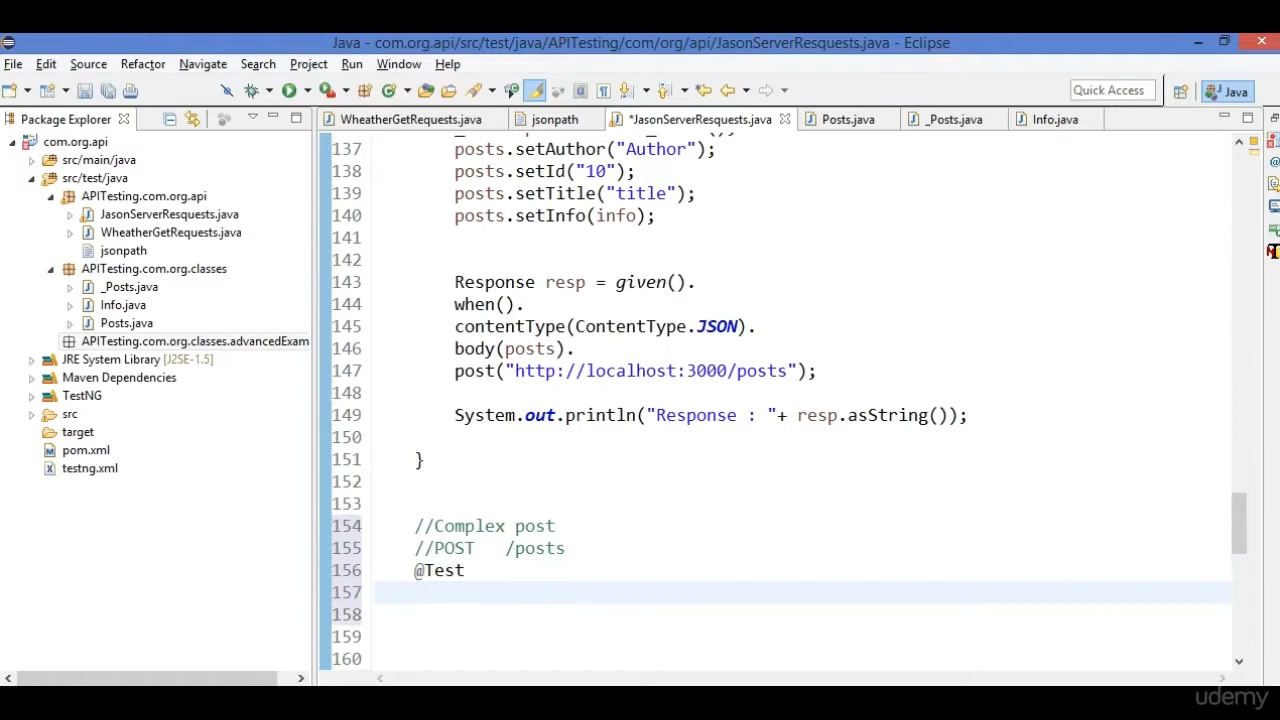 Java - com.org.api/src/test/java/APITesting/com/org/api/JasonServerResquests.java - Eclipse
File Edit Source Refactor Navigate Search Project Run Window Help
Quick Access
Java
Package Explorer
WheatherGetRequests.java
jsonpath
*JasonServerResquests.java
Posts.java
_Posts.java
Info.java
com.org.api
src/main/java
src/test/java
APITesting.com.org.api
JasonServerResquests.java
WheatherGetRequests.java
jsonpath
APITesting.com.org.classes
_Posts.java
Info.java
Posts.java
APITesting.com.org.classes.advancedExam
JRE System Library [J2SE-1.5]
Maven Dependencies
TestNG
src
target
pom.xml
testng.xml
137 posts.setAuthor("Author");
138 posts.setId("10");
139 posts.setTitle("title");
140 posts.setInfo(info);
141
142
143 Response resp = given().
144 when().
145 contentType(ContentType.JSON).
146 body(posts).
147 post("http://localhost:3000/posts");
148
149 System.out.println("Response : "+ resp.asString());
150
151 }
152
153
154 //Complex post
155 //POST /posts
156 @Test
157
158
159
160
udemy